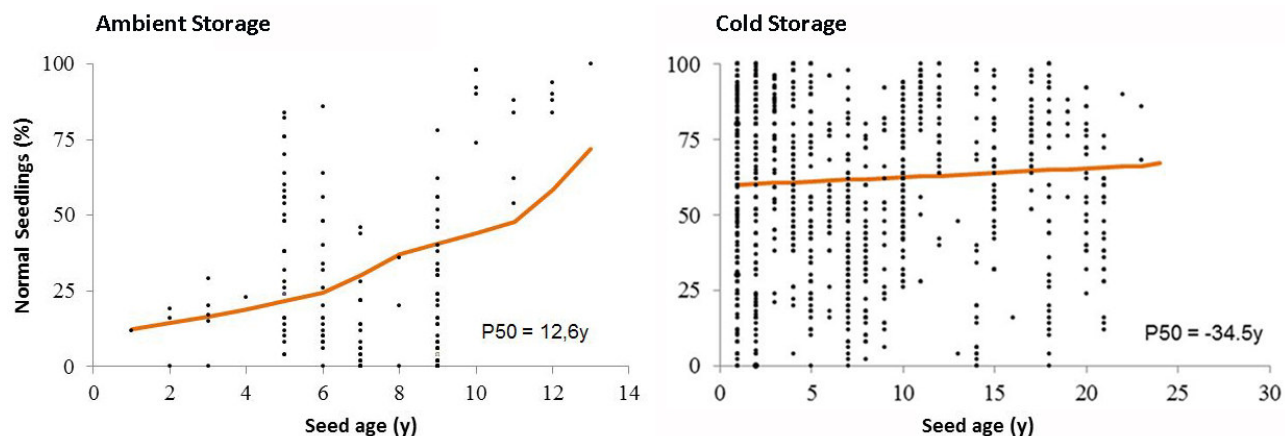 Ambient Storage
Normal Seedlings (%)
100
75
50
25
0
P50 = 12,6y
0 2 4 6 8 10 12 14
Seed age (y)
Cold Storage
100
75
50
25
0
P50 = -34.5y
0 5 10 15 20 25 30
Seed age (y)